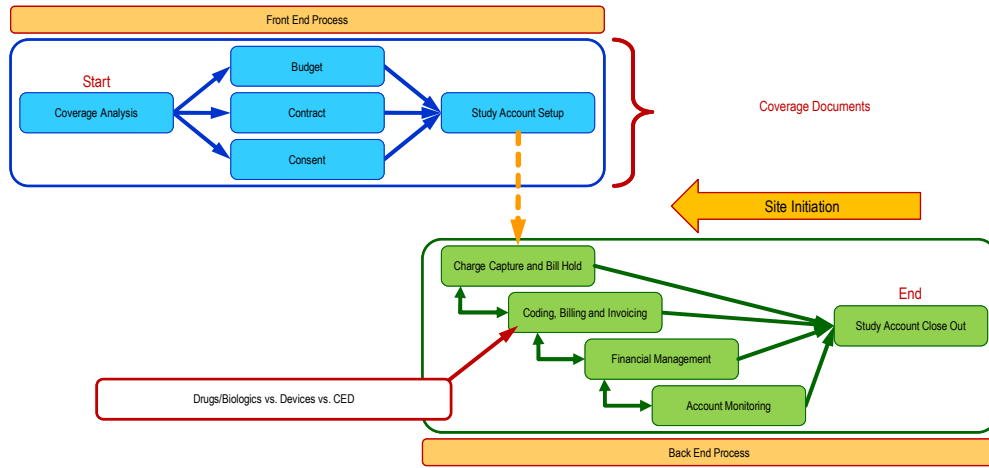 Front End Process
Start
Budget
Coverage Analysis
Contract
Study Account Setup
Consent
Coverage Documents
Site Initiation
Charge Capture and Bill Hold
Coding, Billing and Invoicing
End
Study Account Close Out
Financial Management
Drugs/Biologics vs. Devices vs. CED
Account Monitoring
Back End Process